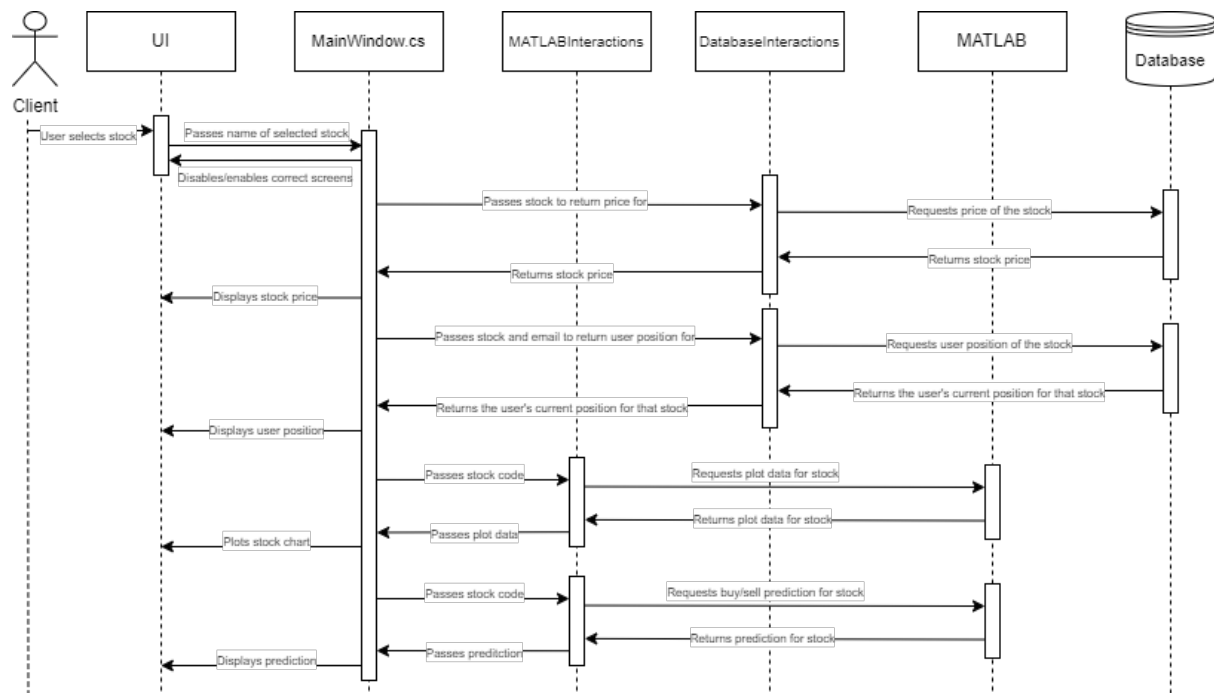 UI
MainWindow.cs
MATLABInteractions
DatabaseInteractions
MATLAB
Database
Client
User selects stock
Passes name of selected stock
Disables/enables correct screens
Passes stock to return price for
Requests price of the stock
Returns stock price
Returns stock price
Displays stock price
Passes stock and email to return user position for
Requests user position of the stock
Returns the user's current position for that stock
Returns the user's current position for that stock
Displays user position
Passes stock code
Requests plot data for stock
Passes plot data
Returns plot data for stock
Plots stock chart
Passes stock code
Requests buy/sell prediction for stock
Passes preditction
Returns prediction for stock
Displays prediction